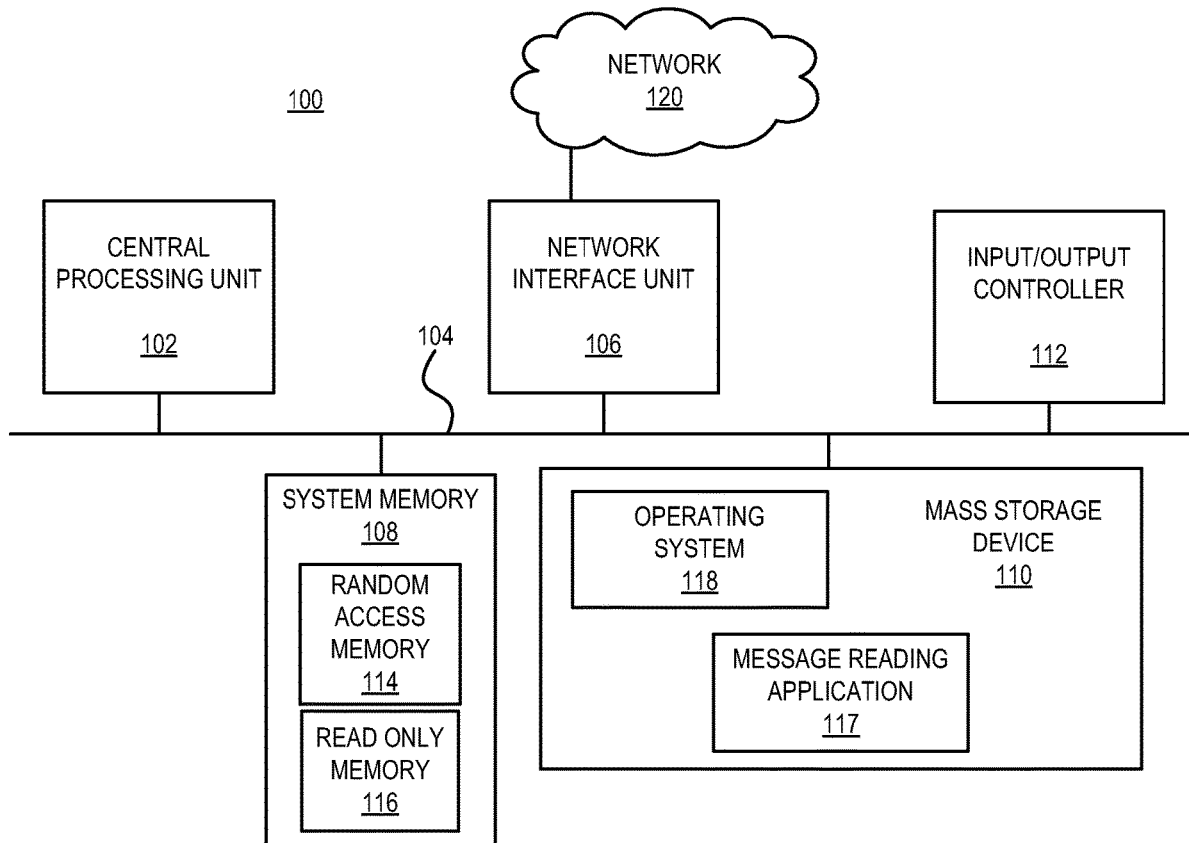 NETWORK
120
100
CENTRAL
PROCESSING UNIT
102
NETWORK
INTERFACE UNIT
106
INPUT/OUTPUT
CONTROLLER
112
104
SYSTEM MEMORY
108
RANDOM
ACCESS
MEMORY
114
READ ONLY
MEMORY
116
OPERATING
SYSTEM
118
MASS STORAGE
DEVICE
110
MESSAGE READING
APPLICATION
117